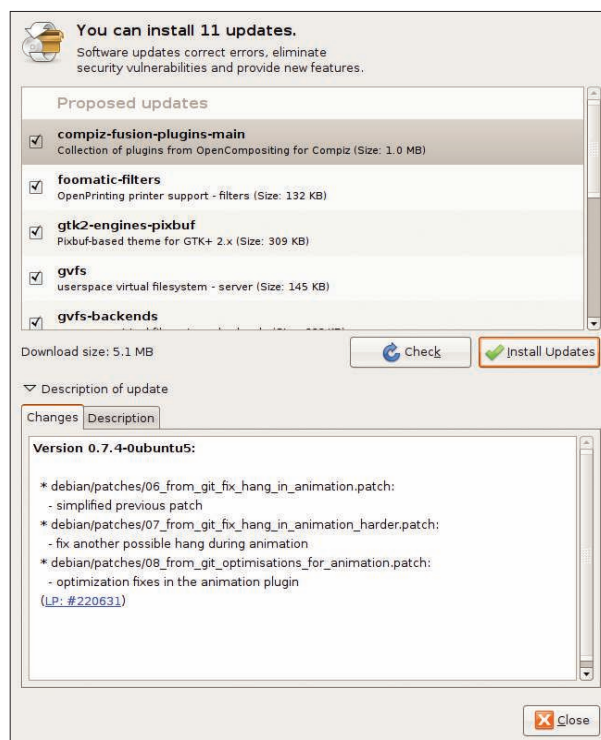 You can install 11 updates.
Software updates correct errors, eliminate
security vulnerabilities and provide new features.
Proposed updates
compiz-fusion-plugins-main
Collection of plugins from OpenCompositing for Compiz (Size: 1.0 MB)
foomatic-filters
OpenPrinting printer support - filters (Size: 132 KB)
gtk2-engines-pixbuf
Pixbuf-based theme for GTK+ 2.x (Size: 309 KB)
gvfs
userspace virtual filesystem - server (Size: 145 KB)
gvfs-backends
Download size: 5.1 MB
Check
Install Updates
Description of update
Changes Description
Version 0.7.4-0ubuntu5:
* debian/patches/06_from_git_fix_hang_in_animation.patch:
- simplified previous patch
* debian/patches/07_from_git_fix_hang_in_animation_harder.patch:
- fix another possible hang during animation
* debian/patches/08_from_git_optimisations_for_animation.patch:
- optimization fixes in the animation plugin
(LP: #220631)
Close